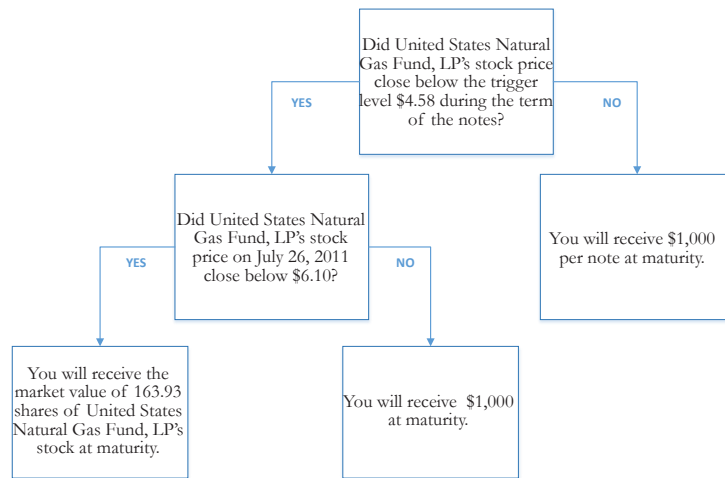 Did United States Natural
Gas Fund, LP's stock price
close below the trigger
level $4.58 during the term
of the notes?
YES
NO
Did United States Natural
Gas Fund, LP's stock
price on July 26, 2011
close below $6.10?
You will receive $1,000
per note at maturity.
YES
NO
You will receive the
market value of 163.93
shares of United States
Natural Gas Fund, LP's
stock at maturity.
You will receive $1,000
at maturity.